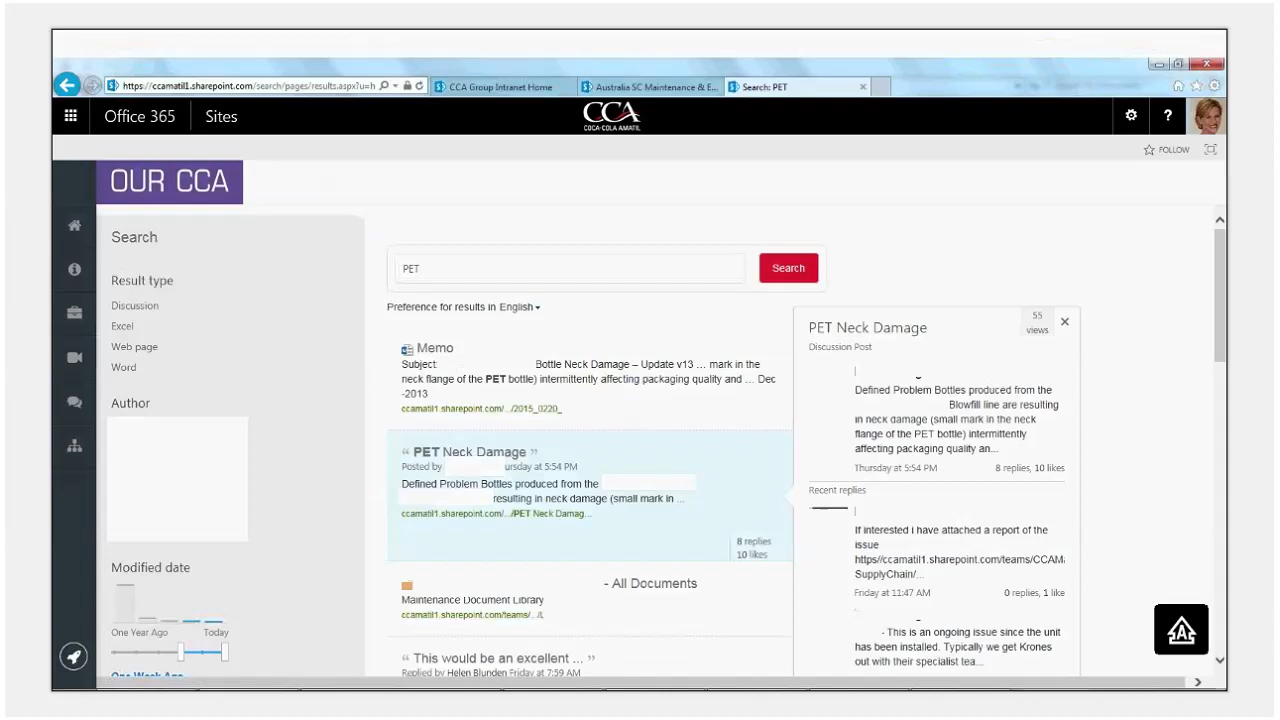 https://ccamatil1.sharepoint.com/search/pages/results.aspx?u=h
CCA Group Intranet Home
Australia SC Maintenance & E...
Search: PET
Office 365
Sites
CCA
COCA-COLA AMATIL
?
FOLLOW
OUR CCA
Search
Result type
Discussion
Excel
Web page
Word
Author
Modified date
One Year Ago
Today
One Week Ago
PET
Search
Preference for results in English
Memo
Subject: Bottle Neck Damage – Update v13 ... mark in the
neck flange of the PET bottle) intermittently affecting packaging quality and ... Dec
-2013
ccamatil1.sharepoint.com/.../2015_0220_
“ PET Neck Damage ”
Posted by ursday at 5:54 PM
Defined Problem Bottles produced from the
resulting in neck damage (small mark in ...
ccamatil1.sharepoint.com/.../PET Neck Damag...
8 replies
10 likes
- All Documents
Maintenance Document Library
ccamatil1.sharepoint.com/teams/.../
“ This would be an excellent ... ”
Replied by Helen Blunden Friday at 7:59 AM
PET Neck Damage
55
views
Discussion Post
Defined Problem Bottles produced from the
Blowfill line are resulting
in neck damage (small mark in the neck
flange of the PET bottle) intermittently
affecting packaging quality an...
Thursday at 5:54 PM
8 replies, 10 likes
Recent replies
If interested i have attached a report of the
issue
https//ccamatil1.sharepoint.com/teams/CCAM
SupplyChain/...
Friday at 11:47 AM
0 replies, 1 like
- This is an ongoing issue since the unit
has been installed. Typically we get Krones
out with their specialist tea...